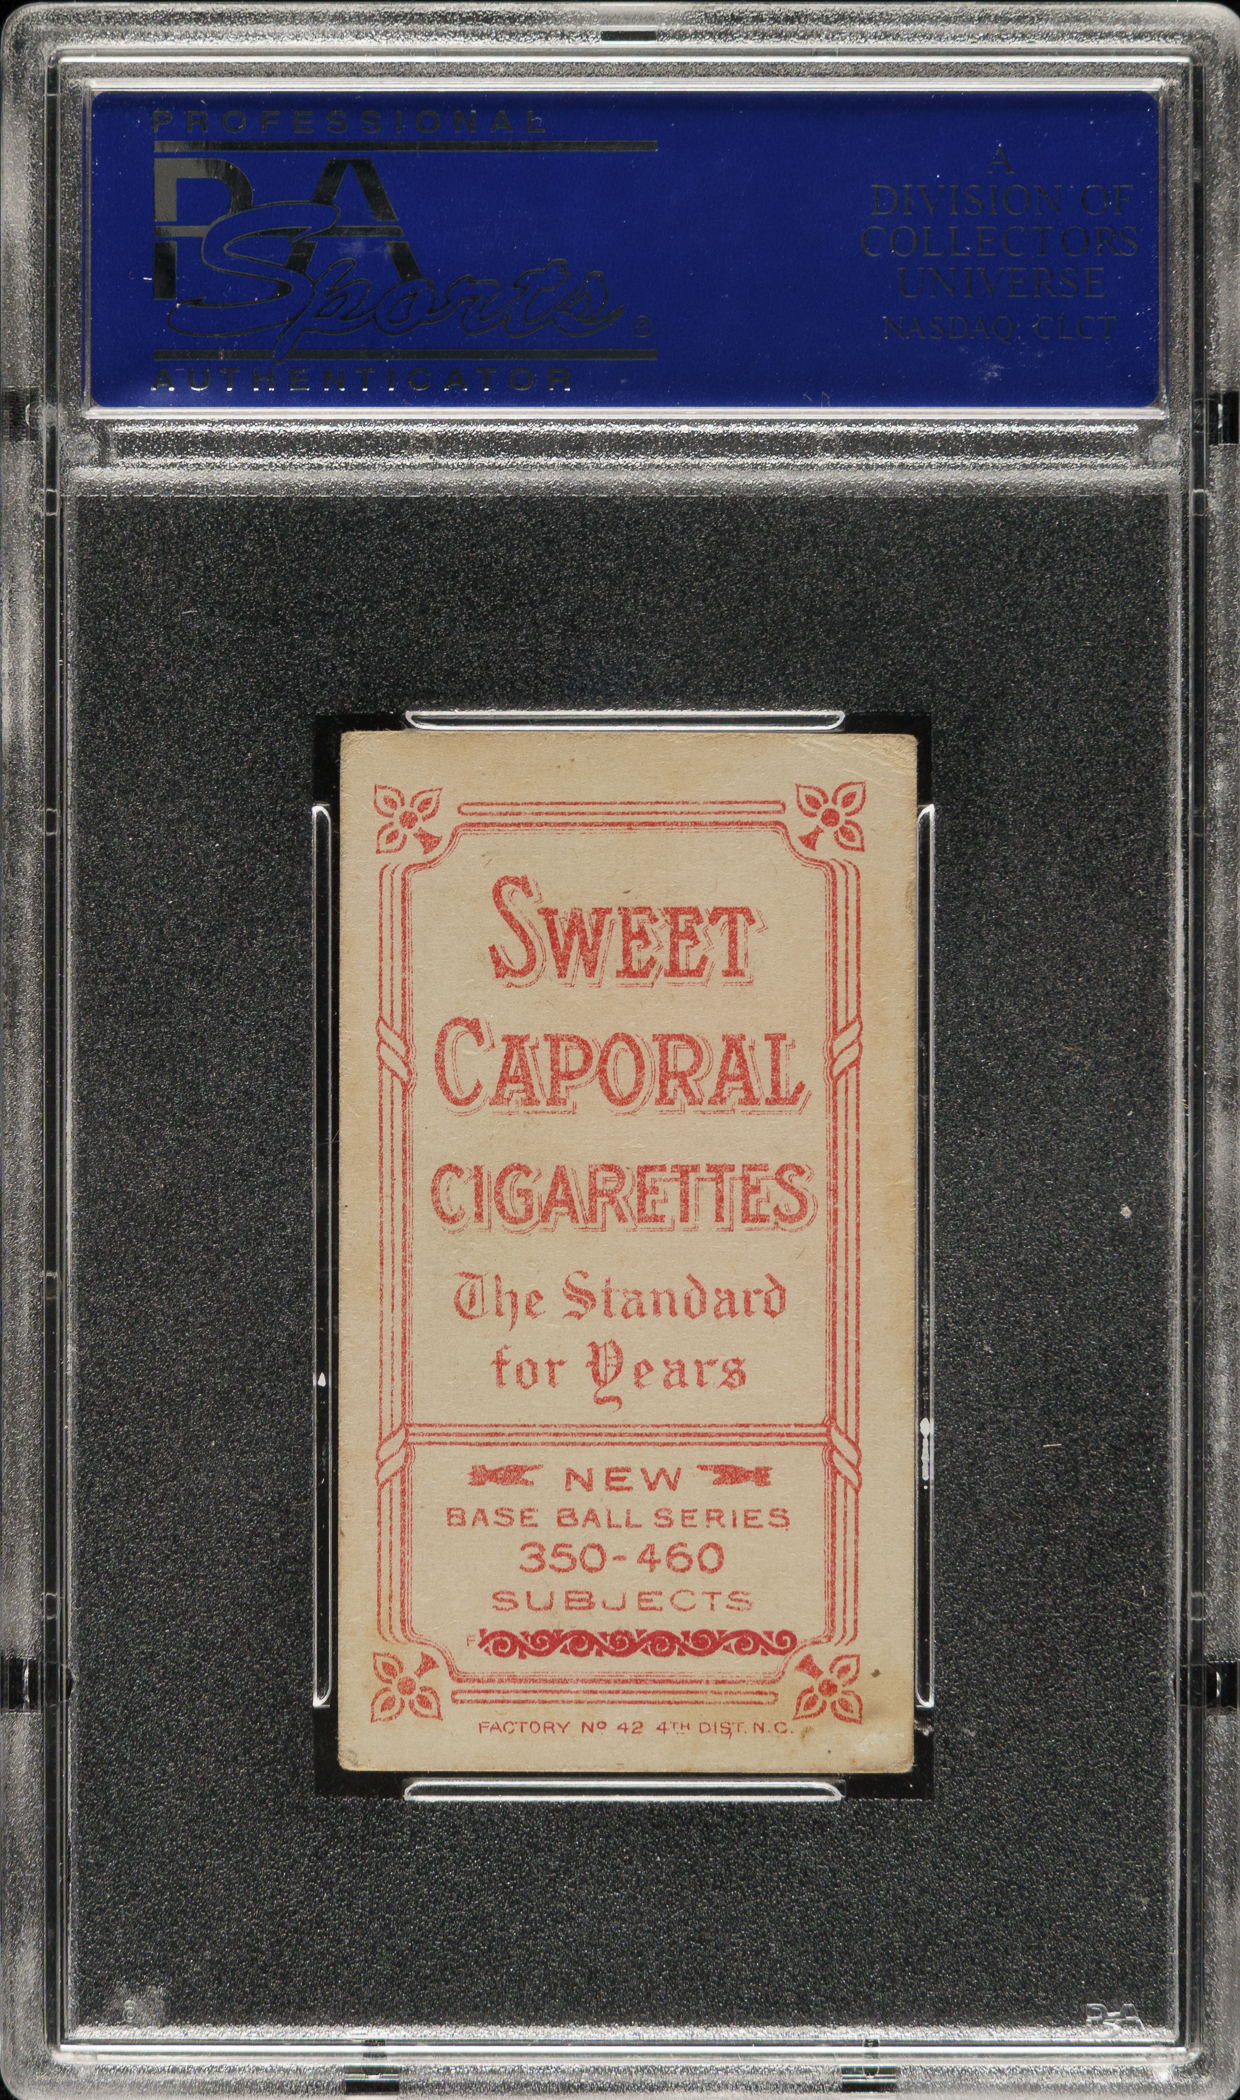 PROFESSIONAL
PSA
Sports®
AUTHENTICATOR
A
DIVISION OF
COLLECTORS
UNIVERSE
NASDAQ: CLCT
SWEET
CAPORAL
CIGARETTES
The Standard
for Years
NEW
BASE BALL SERIES
350-460
SUBJECTS
F
FACTORY Nº 42 4TH DIST. N.C.
PSA